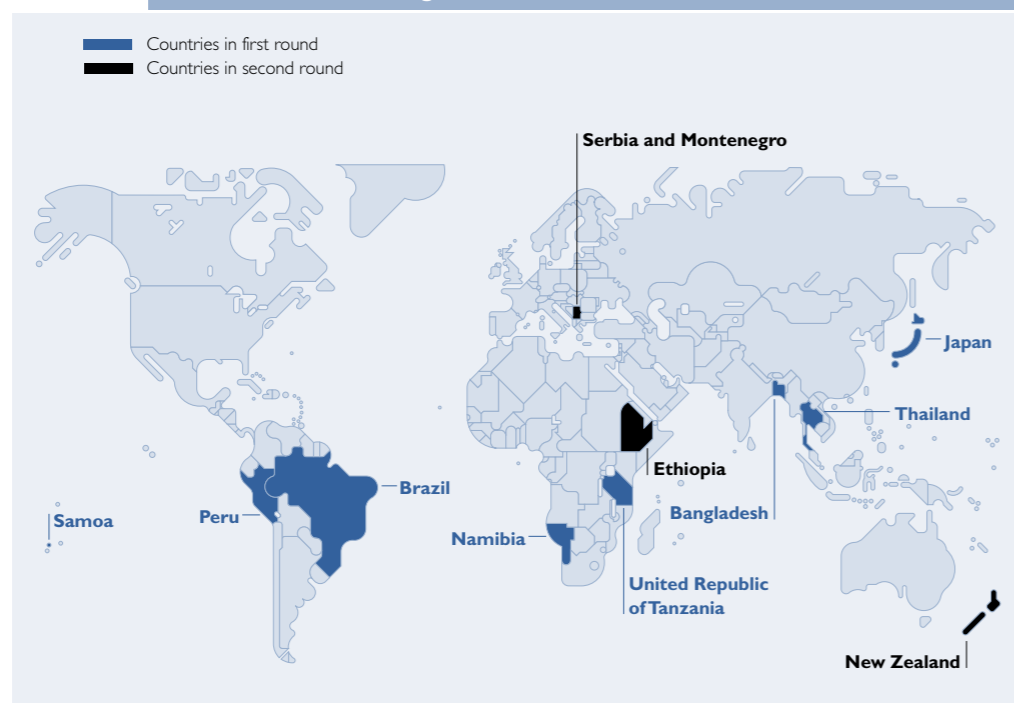 Countries in first round
Countries in second round
Serbia and Montenegro
Japan
Thailand
Ethiopia
Brazil
Peru
Samoa
Bangladesh
Namibia
United Republic
of Tanzania
New Zealand